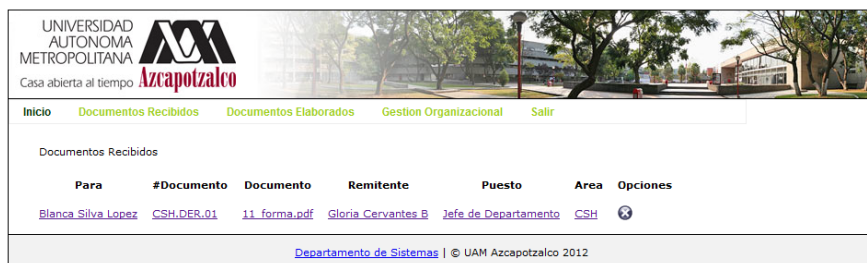 UNIVERSIDAD
AUTONOMA
METROPOLITANA
Casa abierta al tiempo Azcapotzalco
Inicio Documentos Recibidos Documentos Elaborados Gestion Organizacional Salir
Documentos Recibidos
Para #Documento Documento Remitente Puesto Area Opciones
Blanca Silva Lopez CSH.DER.01 11_forma.pdf Gloria Cervantes B Jefe de Departamento CSH
Departamento de Sistemas | © UAM Azcapotzalco 2012